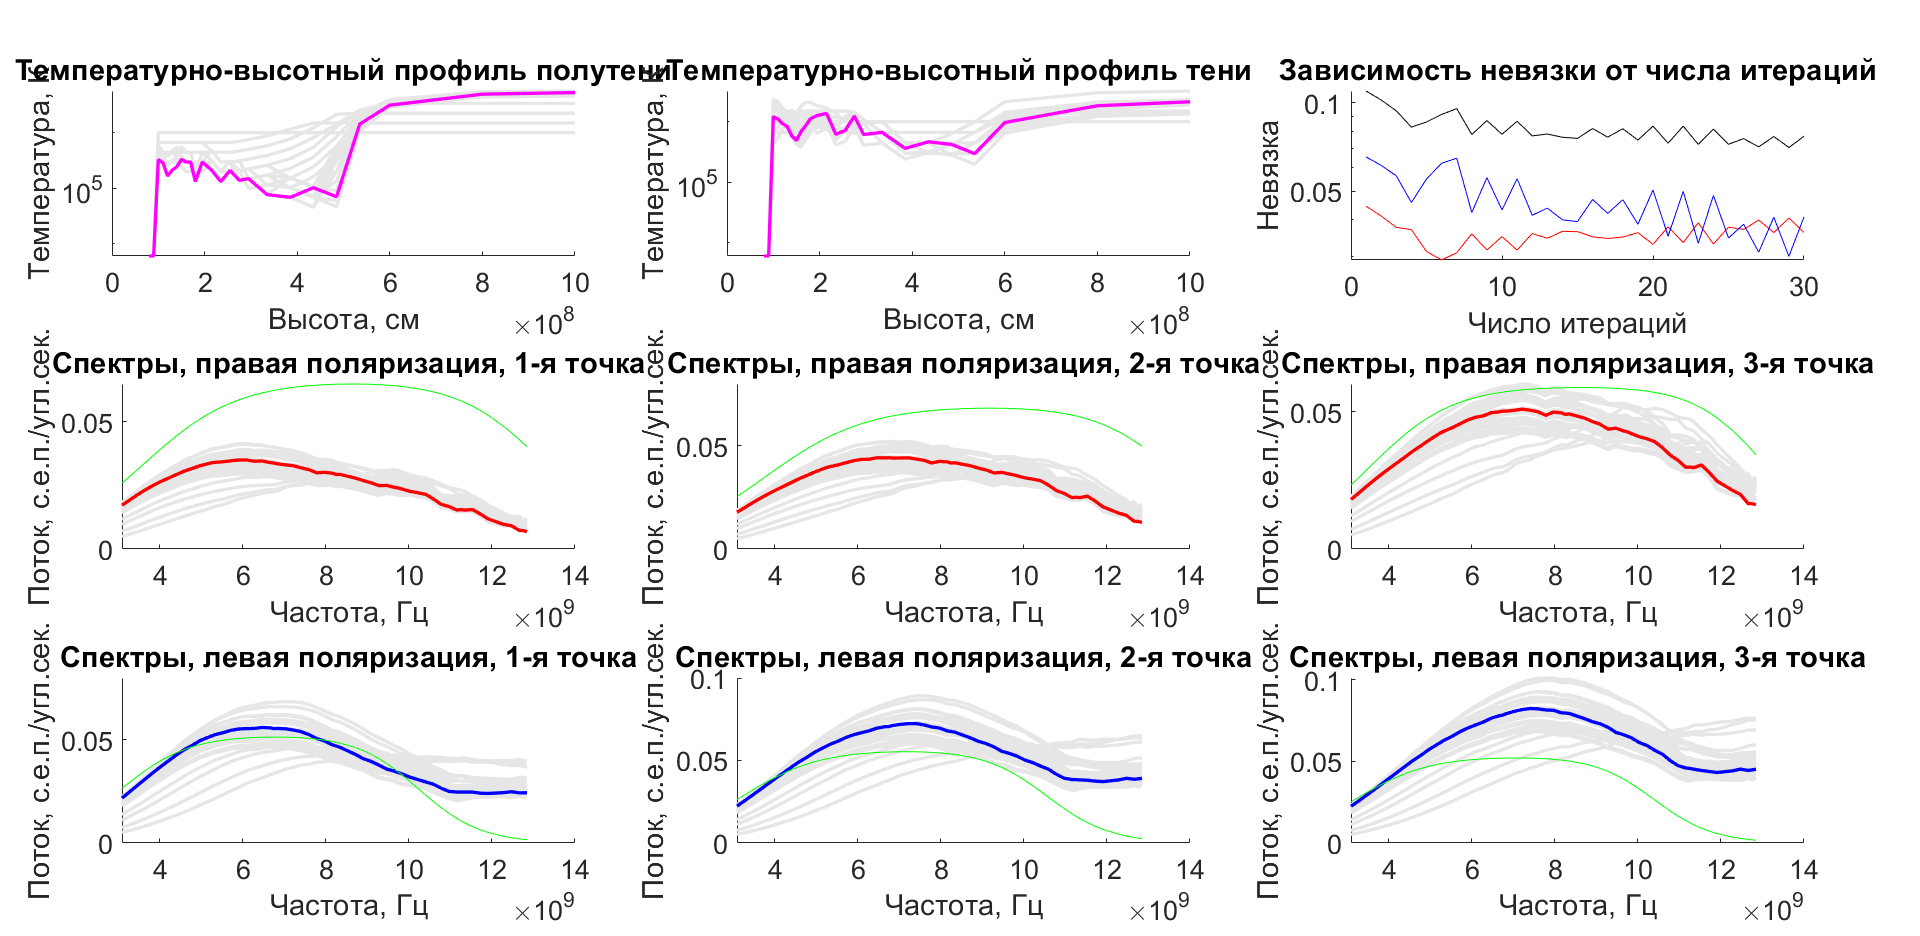 Температурно-высотный профиль полутени
Температура, К
10^5
0 2 4 6 8 10
Высота, см
×10^8
Температурно-высотный профиль тени
Температура, К
10^5
0 2 4 6 8 10
Высота, см
×10^8
Зависимость невязки от числа итераций
Невязка
0.1
0.05
0 10 20 30
Число итераций
Спектры, правая поляризация, 1-я точка
Поток, с.е.п./угл.сек.
0.05
0
4 6 8 10 12 14
Частота, Гц
×10^9
Спектры, правая поляризация, 2-я точка
Поток, с.е.п./угл.сек.
0.05
0
4 6 8 10 12 14
Частота, Гц
×10^9
Спектры, правая поляризация, 3-я точка
Поток, с.е.п./угл.сек.
0.05
0
4 6 8 10 12 14
Частота, Гц
×10^9
Спектры, левая поляризация, 1-я точка
Поток, с.е.п./угл.сек.
0.05
0
4 6 8 10 12 14
Частота, Гц
×10^9
Спектры, левая поляризация, 2-я точка
Поток, с.е.п./угл.сек.
0.1
0.05
0
4 6 8 10 12 14
Частота, Гц
×10^9
Спектры, левая поляризация, 3-я точка
Поток, с.е.п./угл.сек.
0.1
0.05
0
4 6 8 10 12 14
Частота, Гц
×10^9